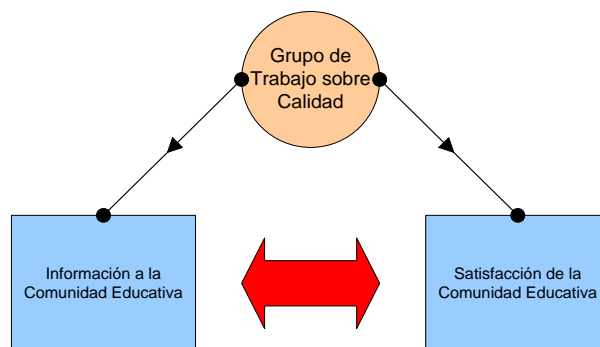 Grupo de
Trabajo sobre
Calidad
Información a la
Comunidad Educativa
Satisfacción de la
Comunidad Educativa